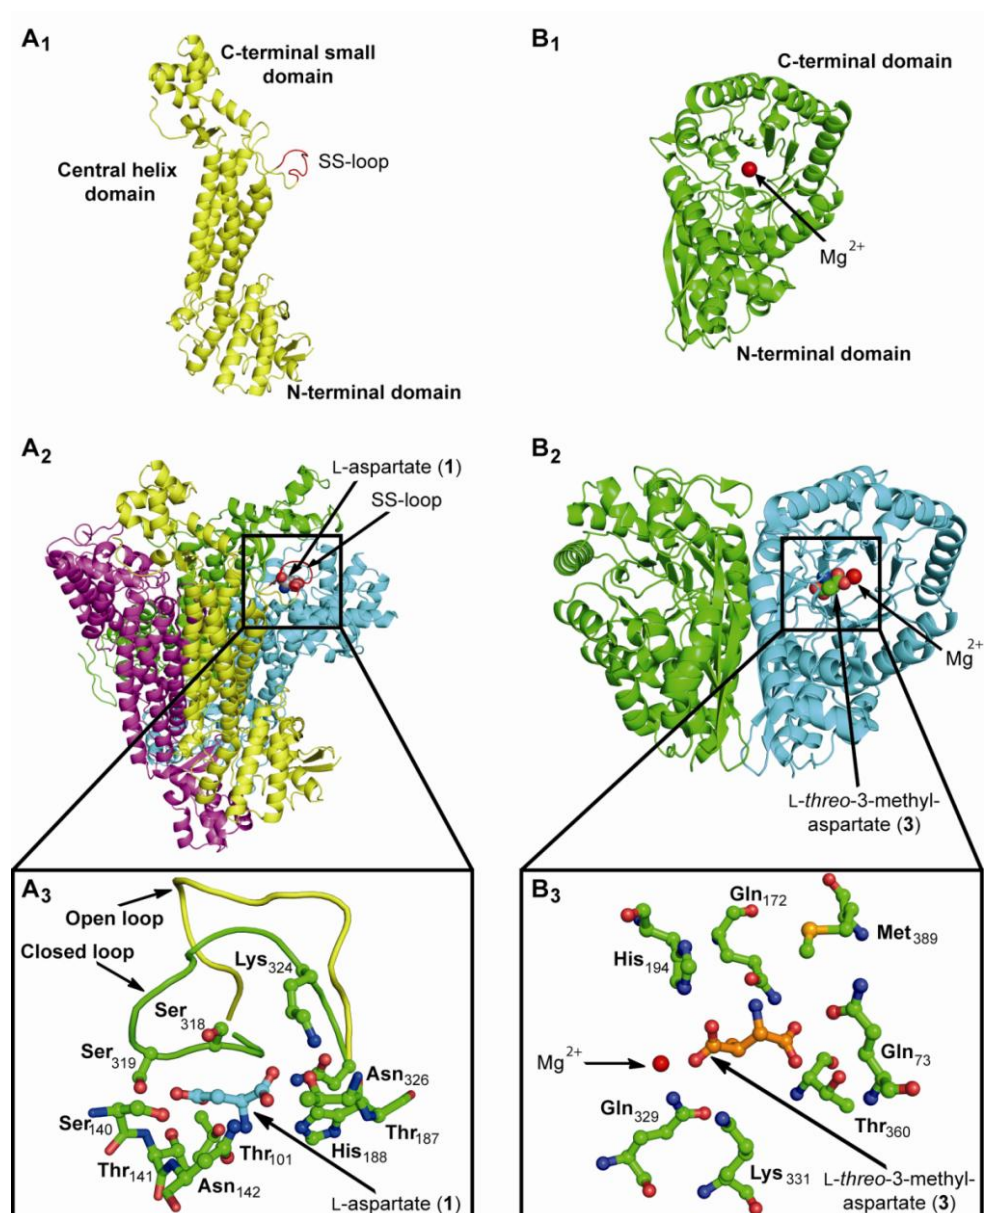 A1
C-terminal small
domain
Central helix
domain
SS-loop
N-terminal domain
B1
C-terminal domain
Mg2+
N-terminal domain
A2
L-aspartate (1)
SS-loop
B2
Mg2+
L-threo-3-methyl-
aspartate (3)
A3
Open loop
Closed loop
Lys324
Ser318
Ser319
Asn326
Ser140
Thr187
Thr141
Thr101
His188
Asn142
L-aspartate (1)
B3
Gln172
Met389
His194
Mg2+
Gln73
Gln329
Thr360
Lys331
L-threo-3-methyl-
aspartate (3)